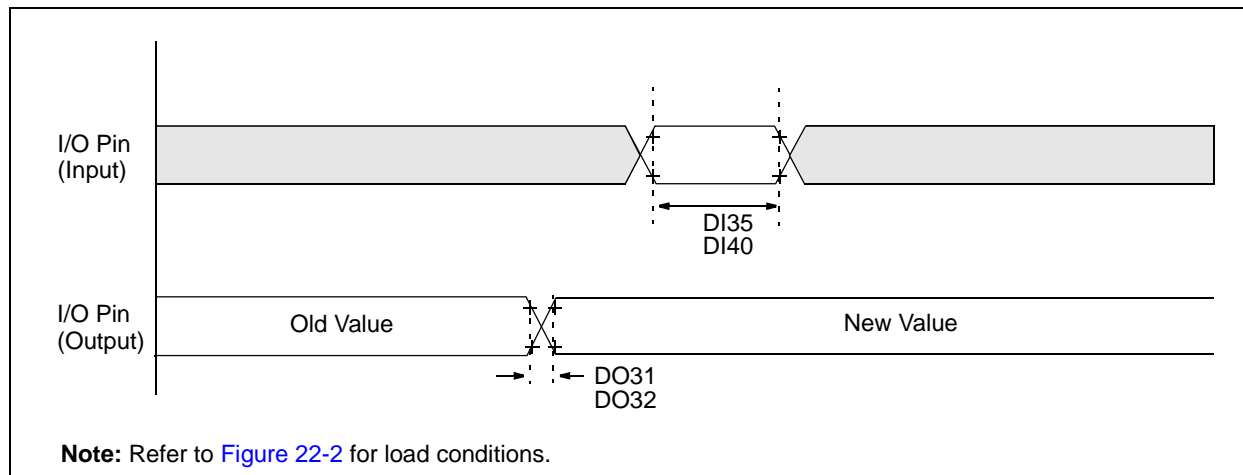 I/O Pin
(Input)
DI35
DI40
I/O Pin
(Output)
Old Value
New Value
DO31
DO32
Note: Refer to Figure 22-2 for load conditions.